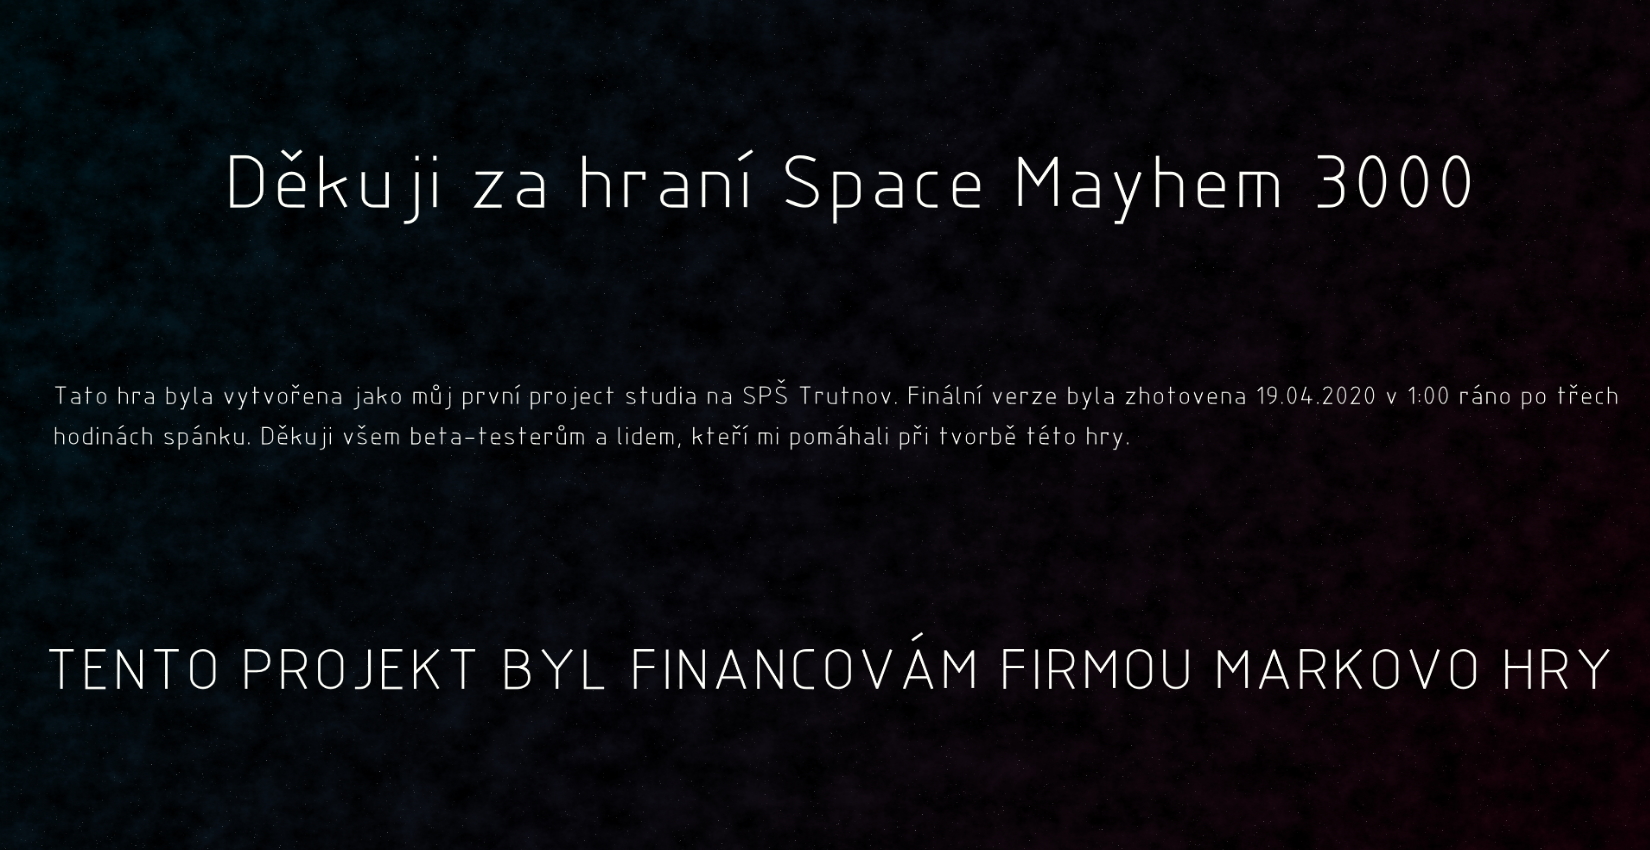 Děkuji za hraní Space Mayhem 3000
Tato hra byla vytvořena jako můj první project studia na SPŠ Trutnov. Finální verze byla zhotovena 19.04.2020 v 1:00 ráno po třech
hodinách spánku. Děkuji všem beta-testerům a lidem, kteří mi pomáhali při tvorbě této hry.
TENTO PROJEKT BYL FINANCOVÁM FIRMOU MARKOVO HRY